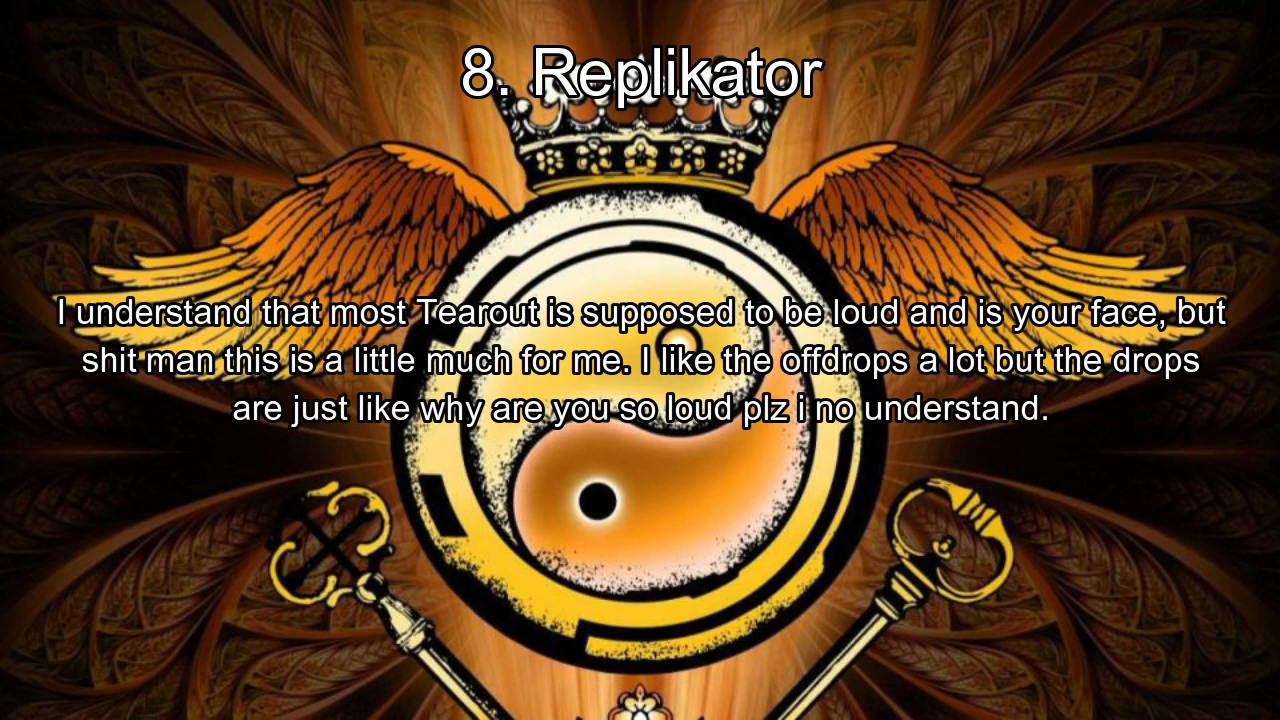 8. Replikator
I understand that most Tearout is supposed to be loud and is your face, but
shit man this is a little much for me. I like the offdrops a lot but the drops
are just like why are you so loud plz i no understand.